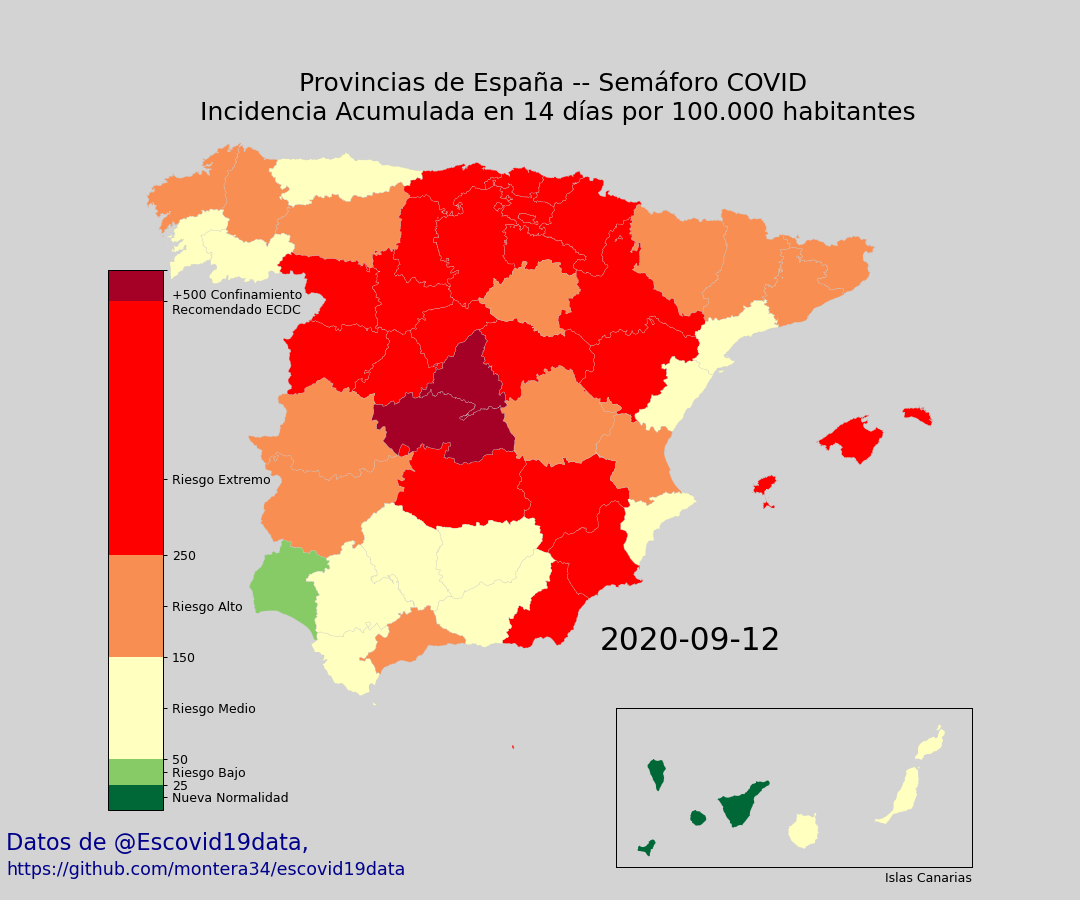 Provincias de España -- Semáforo COVID
Incidencia Acumulada en 14 días por 100.000 habitantes
+500 Confinamiento
Recomendado ECDC
Riesgo Extremo
250
Riesgo Alto
150
Riesgo Medio
50
Riesgo Bajo
25
Nueva Normalidad
2020-09-12
Islas Canarias
Datos de @Escovid19data,
https://github.com/montera34/escovid19data